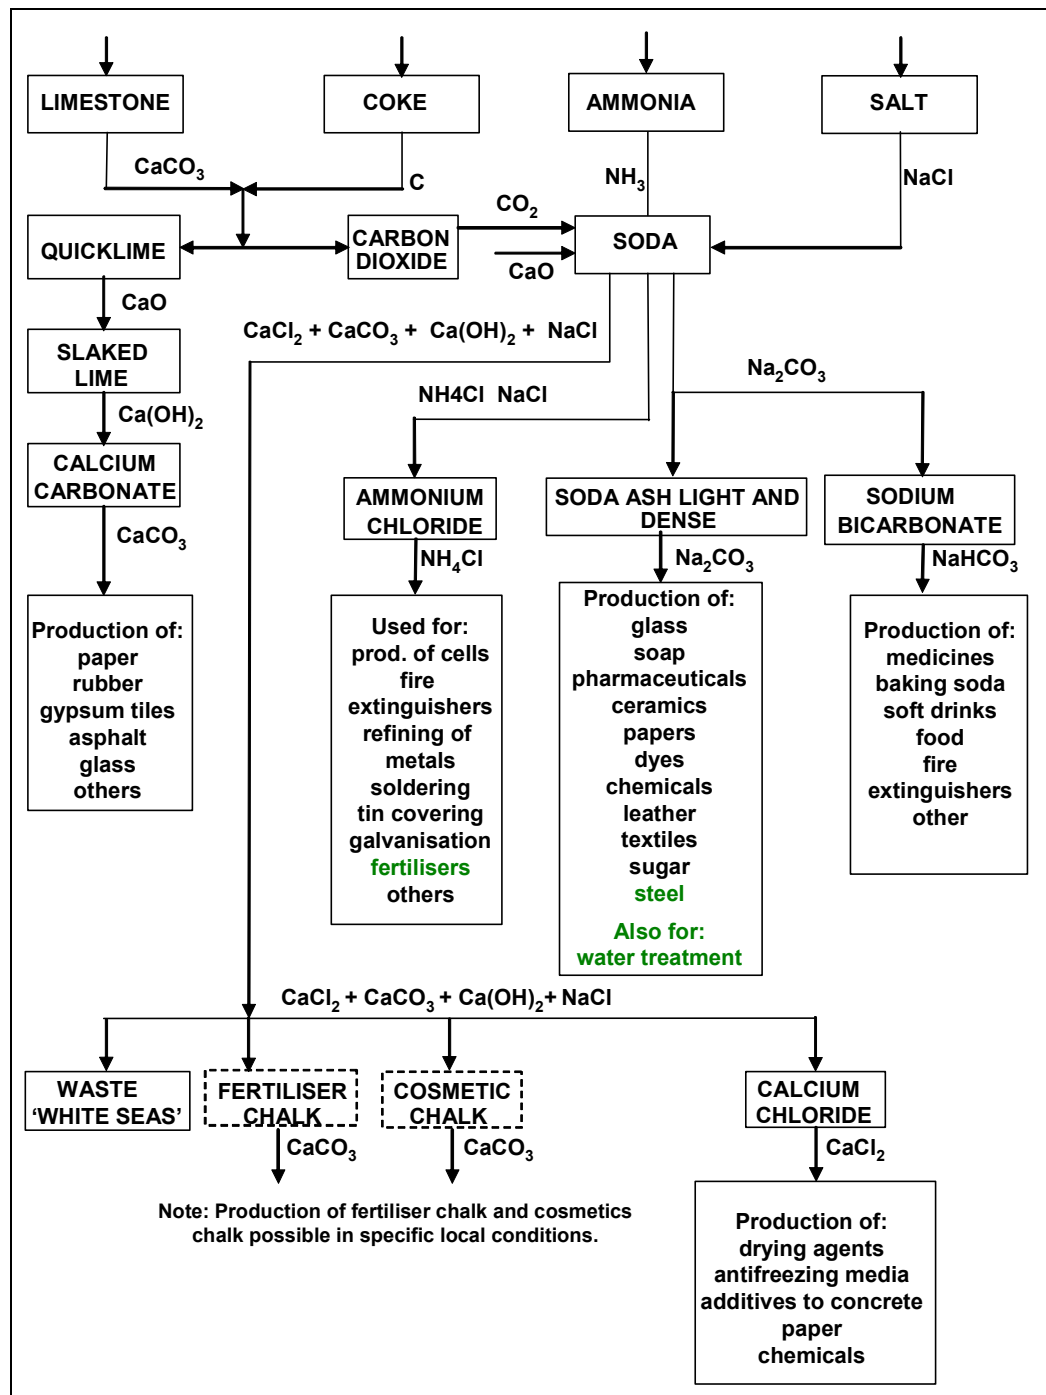 LIMESTONE
COKE
AMMONIA
SALT
CaCO₃
C
NH₃
NaCl
CO₂
QUICKLIME
CARBON
DIOXIDE
SODA
CaO
CaO
CaCl₂ + CaCO₃ + Ca(OH)₂ + NaCl
SLAKED
LIME
Na₂CO₃
NH4Cl NaCl
Ca(OH)₂
CALCIUM
CARBONATE
AMMONIUM
CHLORIDE
SODA ASH LIGHT AND
DENSE
SODIUM
BICARBONATE
CaCO₃
NH₄Cl
Na₂CO₃
NaHCO₃
Production of:
paper
rubber
gypsum tiles
asphalt
glass
others
Used for:
prod. of cells
fire
extinguishers
refining of
metals
soldering
tin covering
galvanisation
fertilisers
others
Production of:
glass
soap
pharmaceuticals
ceramics
papers
dyes
chemicals
leather
textiles
sugar
steel
Also for:
water treatment
Production of:
medicines
baking soda
soft drinks
food
fire
extinguishers
other
CaCl₂ + CaCO₃ + Ca(OH)₂+ NaCl
WASTE
‘WHITE SEAS’
FERTILISER
CHALK
COSMETIC
CHALK
CALCIUM
CHLORIDE
CaCO₃
CaCO₃
CaCl₂
Note: Production of fertiliser chalk and cosmetics
chalk possible in specific local conditions.
Production of:
drying agents
antifreezing media
additives to concrete
paper
chemicals